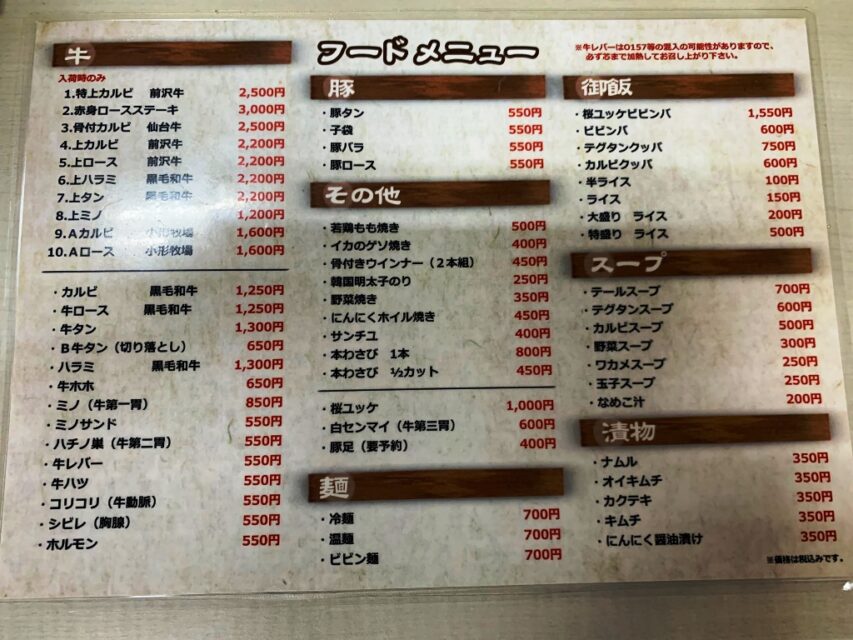 フードメニュー
※牛レバーはO157等の混入の可能性がありますので、
必ず芯まで加熱してお召し上がり下さい。
牛
入荷時のみ
1.特上カルビ 前沢牛 2,500円
2.赤身ロースステーキ 3,000円
3.骨付カルビ 仙台牛 2,500円
4.上カルビ 前沢牛 2,200円
5.上ロース 前沢牛 2,200円
6.上ハラミ 黒毛和牛 2,200円
7.上タン 黒毛和牛 2,200円
8.上ミノ 1,200円
9.Aカルビ 小形牧場 1,600円
10.Aロース 小形牧場 1,600円
・カルビ 黒毛和牛 1,250円
・牛ロース 黒毛和牛 1,250円
・牛タン 1,300円
・B牛タン（切り落とし） 650円
・ハラミ 黒毛和牛 1,300円
・牛ホホ 650円
・ミノ（牛第一胃） 850円
・ミノサンド 550円
・ハチノ巣（牛第二胃） 550円
・牛レバー 550円
・牛ハツ 550円
・コリコリ（牛動脈） 550円
・シビレ（胸腺） 550円
・ホルモン 550円
豚
・豚タン 550円
・子袋 550円
・豚バラ 550円
・豚ロース 550円
その他
・若鶏もも焼き 500円
・イカのゲソ焼き 400円
・骨付きウインナー（２本組） 450円
・韓国明太子のり 250円
・野菜焼き 350円
・にんにくホイル焼き 450円
・サンチュ 400円
・本わさび 1本 800円
・本わさび ½カット 450円
・桜ユッケ 1,000円
・白センマイ（牛第三胃） 600円
・豚足（要予約） 400円
麺
・冷麺 700円
・温麺 700円
・ビビン麺 700円
御飯
・桜ユッケビビンバ 1,550円
・ビビンバ 600円
・テグタンクッパ 750円
・カルビクッパ 600円
・半ライス 100円
・ライス 150円
・大盛り ライス 200円
・特盛り ライス 500円
スープ
・テールスープ 700円
・テグタンスープ 600円
・カルビスープ 500円
・野菜スープ 300円
・ワカメスープ 250円
・玉子スープ 250円
・なめこ汁 200円
漬物
・ナムル 350円
・オイキムチ 350円
・カクテキ 350円
・キムチ 350円
・にんにく醤油漬け 350円
※価格は税込みです。